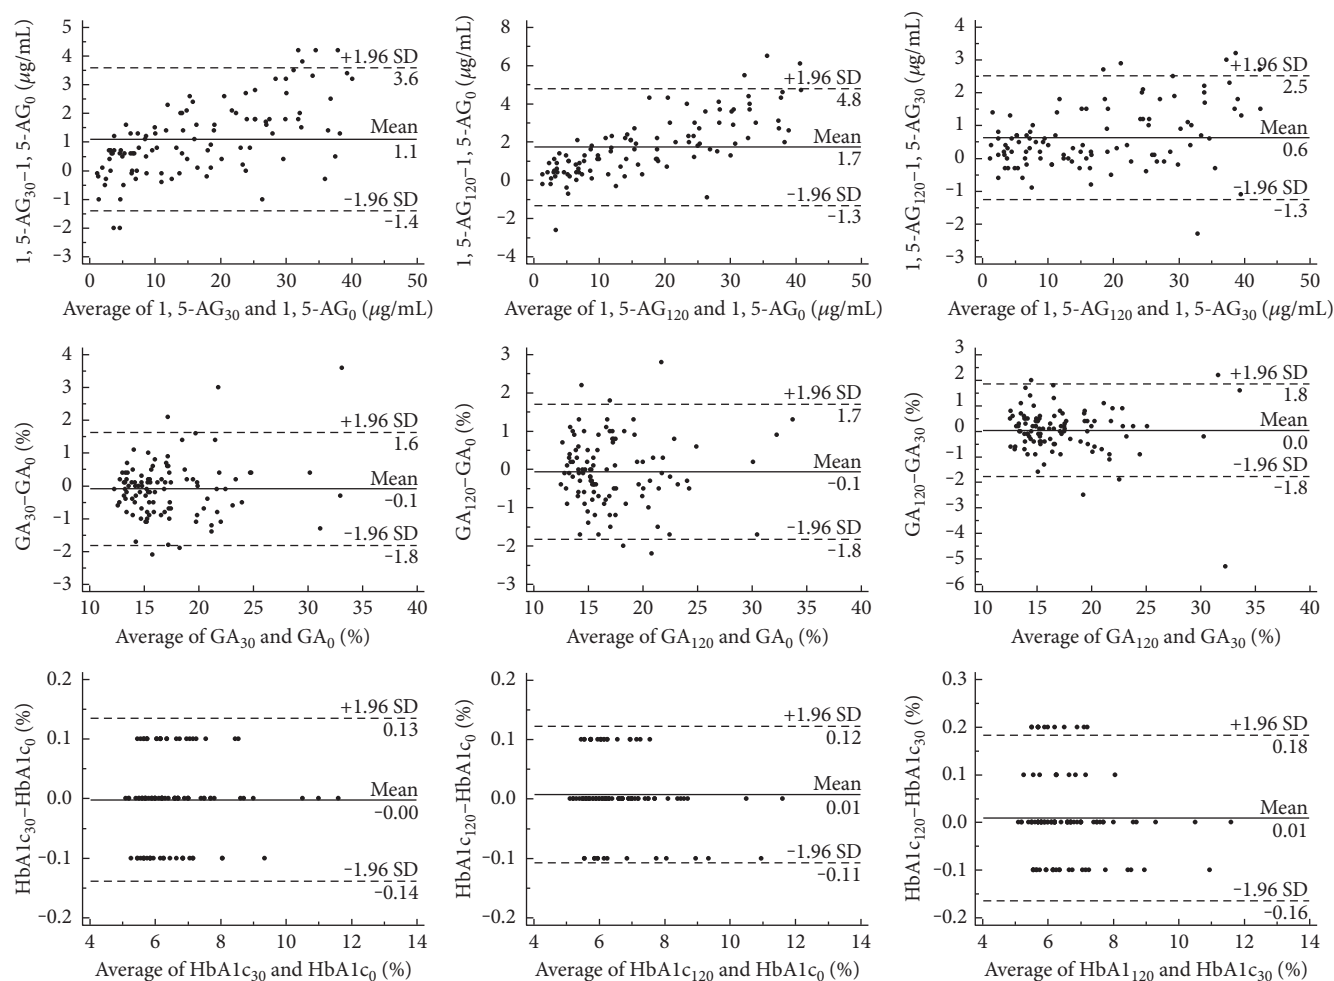 1, 5-AG₃₀−1, 5-AG₀ (μg/mL)
5
4
3
2
1
0
−1
−2
−3
+1.96 SD
3.6
Mean
1.1
−1.96 SD
−1.4
0 10 20 30 40 50
Average of 1, 5-AG₃₀ and 1, 5-AG₀ (μg/mL)
1, 5-AG₁₂₀−1, 5-AG₀ (μg/mL)
8
6
4
2
0
−2
−4
+1.96 SD
4.8
Mean
1.7
−1.96 SD
−1.3
0 10 20 30 40 50
Average of 1, 5-AG₁₂₀ and 1, 5-AG₀ (μg/mL)
1, 5-AG₁₂₀−1, 5-AG₃₀ (μg/mL)
4
3
2
1
0
−1
−2
−3
+1.96 SD
2.5
Mean
0.6
−1.96 SD
−1.3
0 10 20 30 40 50
Average of 1, 5-AG₁₂₀ and 1, 5-AG₃₀ (μg/mL)
GA₃₀−GA₀ (%)
4
3
2
1
0
−1
−2
−3
+1.96 SD
1.6
Mean
−0.1
−1.96 SD
−1.8
10 15 20 25 30 35 40
Average of GA₃₀ and GA₀ (%)
GA₁₂₀−GA₀ (%)
3
2
1
0
−1
−2
−3
+1.96 SD
1.7
Mean
−0.1
−1.96 SD
−1.8
10 15 20 25 30 35 40
Average of GA₁₂₀ and GA₀ (%)
GA₁₂₀−GA₃₀ (%)
3
2
1
0
−1
−2
−3
−4
−5
−6
+1.96 SD
1.8
Mean
0.0
−1.96 SD
−1.8
10 15 20 25 30 35 40
Average of GA₁₂₀ and GA₃₀ (%)
HbA1c₃₀−HbA1c₀ (%)
0.2
0.1
0.0
−0.1
−0.2
+1.96 SD
0.13
Mean
−0.00
−1.96 SD
−0.14
4 6 8 10 12 14
Average of HbA1c₃₀ and HbA1c₀ (%)
HbA1c₁₂₀−HbA1c₀ (%)
0.2
0.1
0.0
−0.1
−0.2
+1.96 SD
0.12
Mean
0.01
−1.96 SD
−0.11
4 6 8 10 12 14
Average of HbA1c₁₂₀ and HbA1c₀ (%)
HbA1c₁₂₀−HbA1c₃₀ (%)
0.3
0.2
0.1
0.0
−0.1
−0.2
+1.96 SD
0.18
Mean
0.01
−1.96 SD
−0.16
4 6 8 10 12 14
Average of HbA1₁₂₀ and HbA1c₃₀ (%)